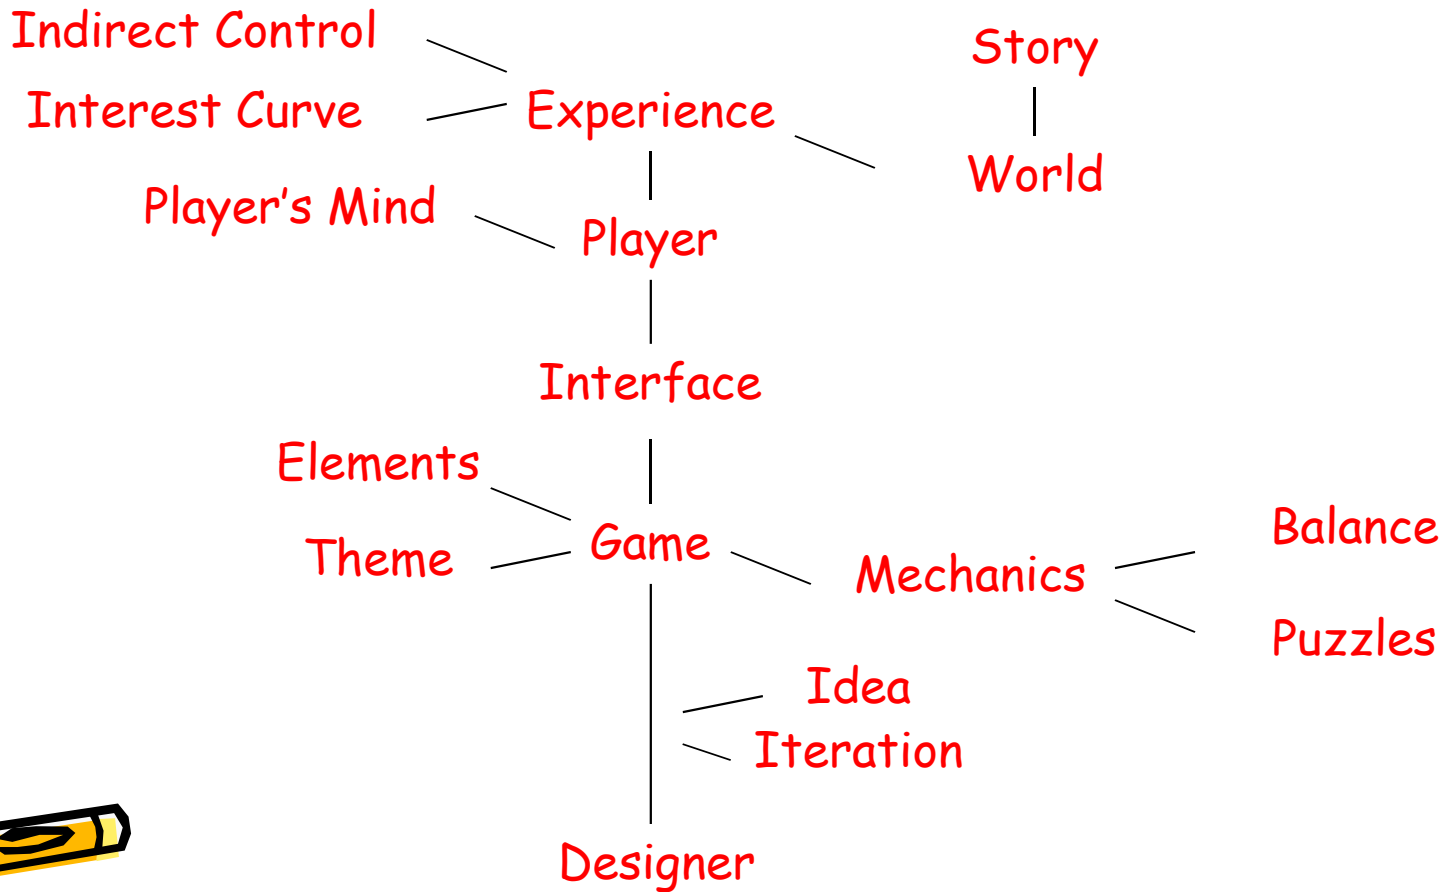 Indirect Control
Story
Interest Curve
Experience
World
Player's Mind
Player
Interface
Elements
Game
Theme
Mechanics
Balance
Puzzles
Idea
Iteration
Designer